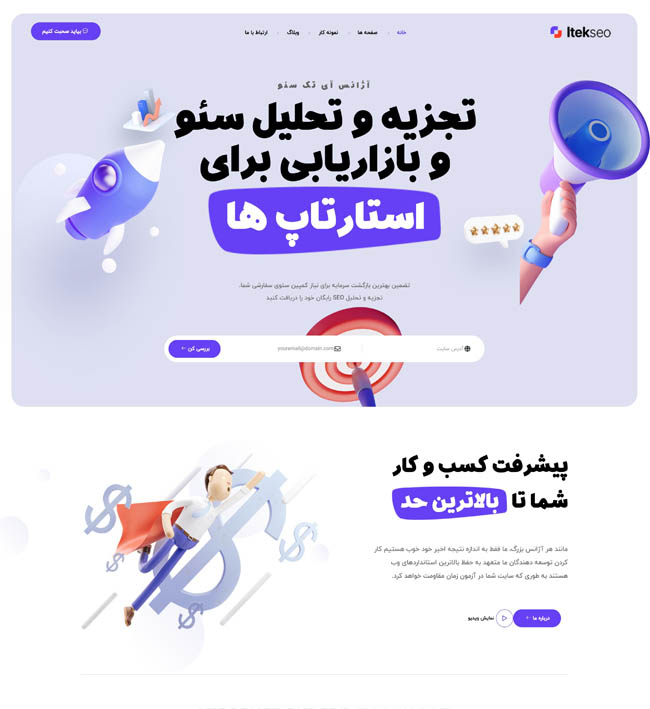 ltekseo
خانه
صفحه ها
نمونه کار
وبلاگ
ارتباط با ما
بیاید صحبت کنیم
آژانس آی تک سئو
تجزیه و تحلیل سئو
و بازاریابی برای
استارتاپ ها
تضمین بهترین بازگشت سرمایه برای نیاز کمپین سئوی سفارشی شما.
تجزیه و تحلیل SEO رایگان خود را دریافت کنید
آدرس سایت
youremail@domain.com
بررسی کن ←
پیشرفت کسب و کار
شما تا بالاترین حد
مانند هر آژانس بزرگ، ما فقط به اندازه نتیجه اخیر خود خوب هستیم کار
کردن توسعه دهندگان ما متعهد به حفظ بالاترین استانداردهای وب
هستند به طوری که سایت شما در آزمون زمان مقاومت خواهد کرد.
درباره ما ←
نمایش ویدیو